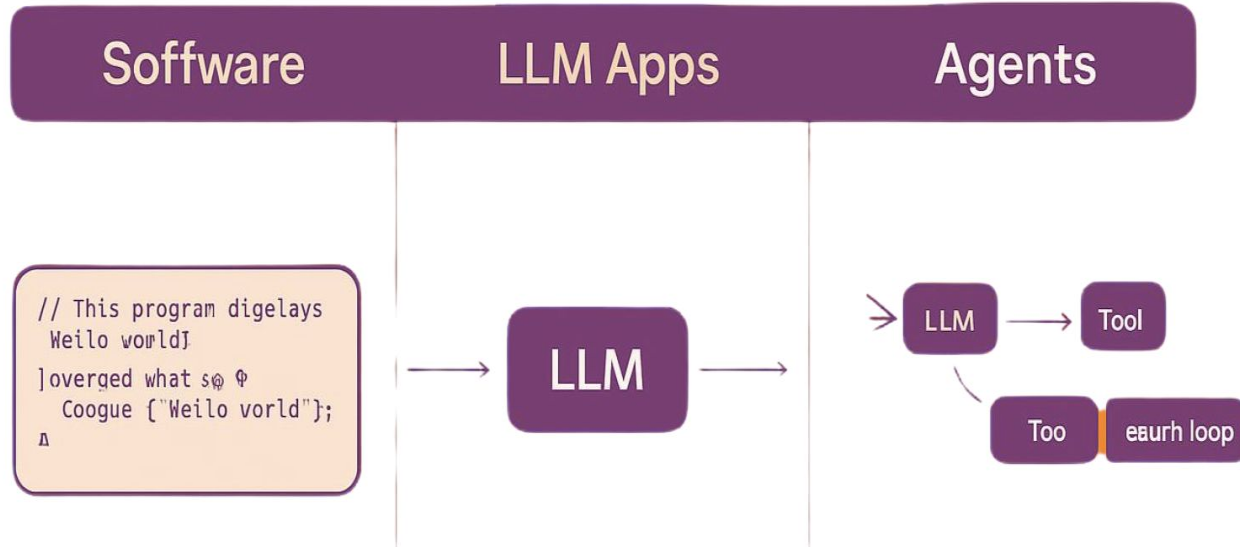 Soffware
LLM Apps
Agents
// This program digelays
Weilo world
]overged what
Coogue {"Weilo vorld"};
LLM
LLM
Tool
Too
eaurh loop